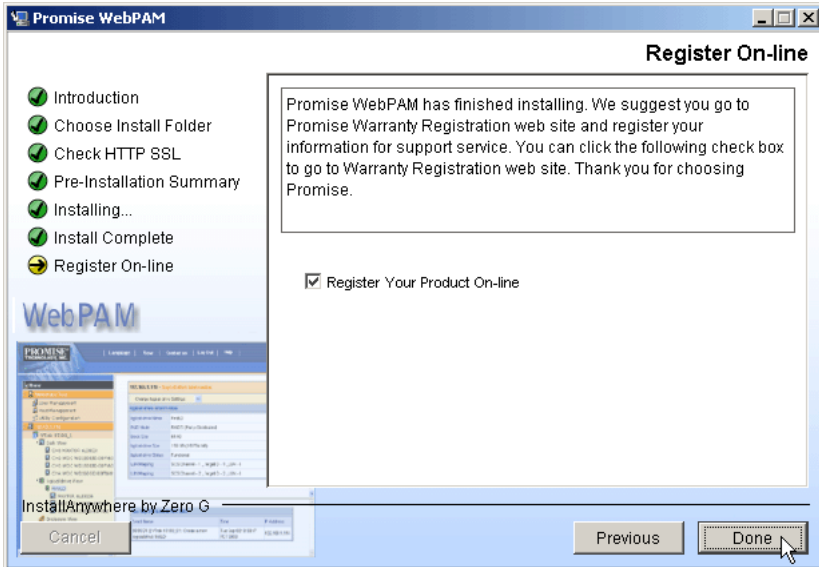 Promise WebPAM
Register On-line
Introduction
Choose Install Folder
Check HTTP SSL
Pre-Installation Summary
Installing...
Install Complete
Register On-line
Promise WebPAM has finished installing. We suggest you go to
Promise Warranty Registration web site and register your
information for support service. You can click the following check box
to go to Warranty Registration web site. Thank you for choosing
Promise.
Register Your Product On-line
WebPAM
PROMISE
InstallAnywhere by Zero G
Cancel
Previous
Done